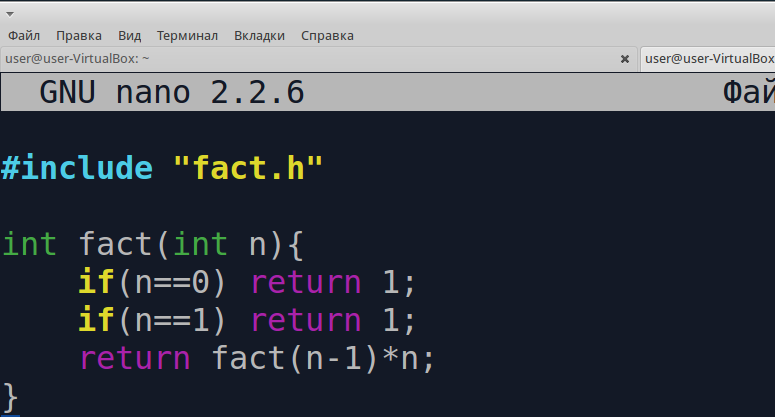 Файл Правка Вид Терминал Вкладки Справка
user@user-VirtualBox: ~ user@user-VirtualBox
GNU nano 2.2.6
#include "fact.h"
int fact(int n){
if(n==0) return 1;
if(n==1) return 1;
return fact(n-1)*n;
}